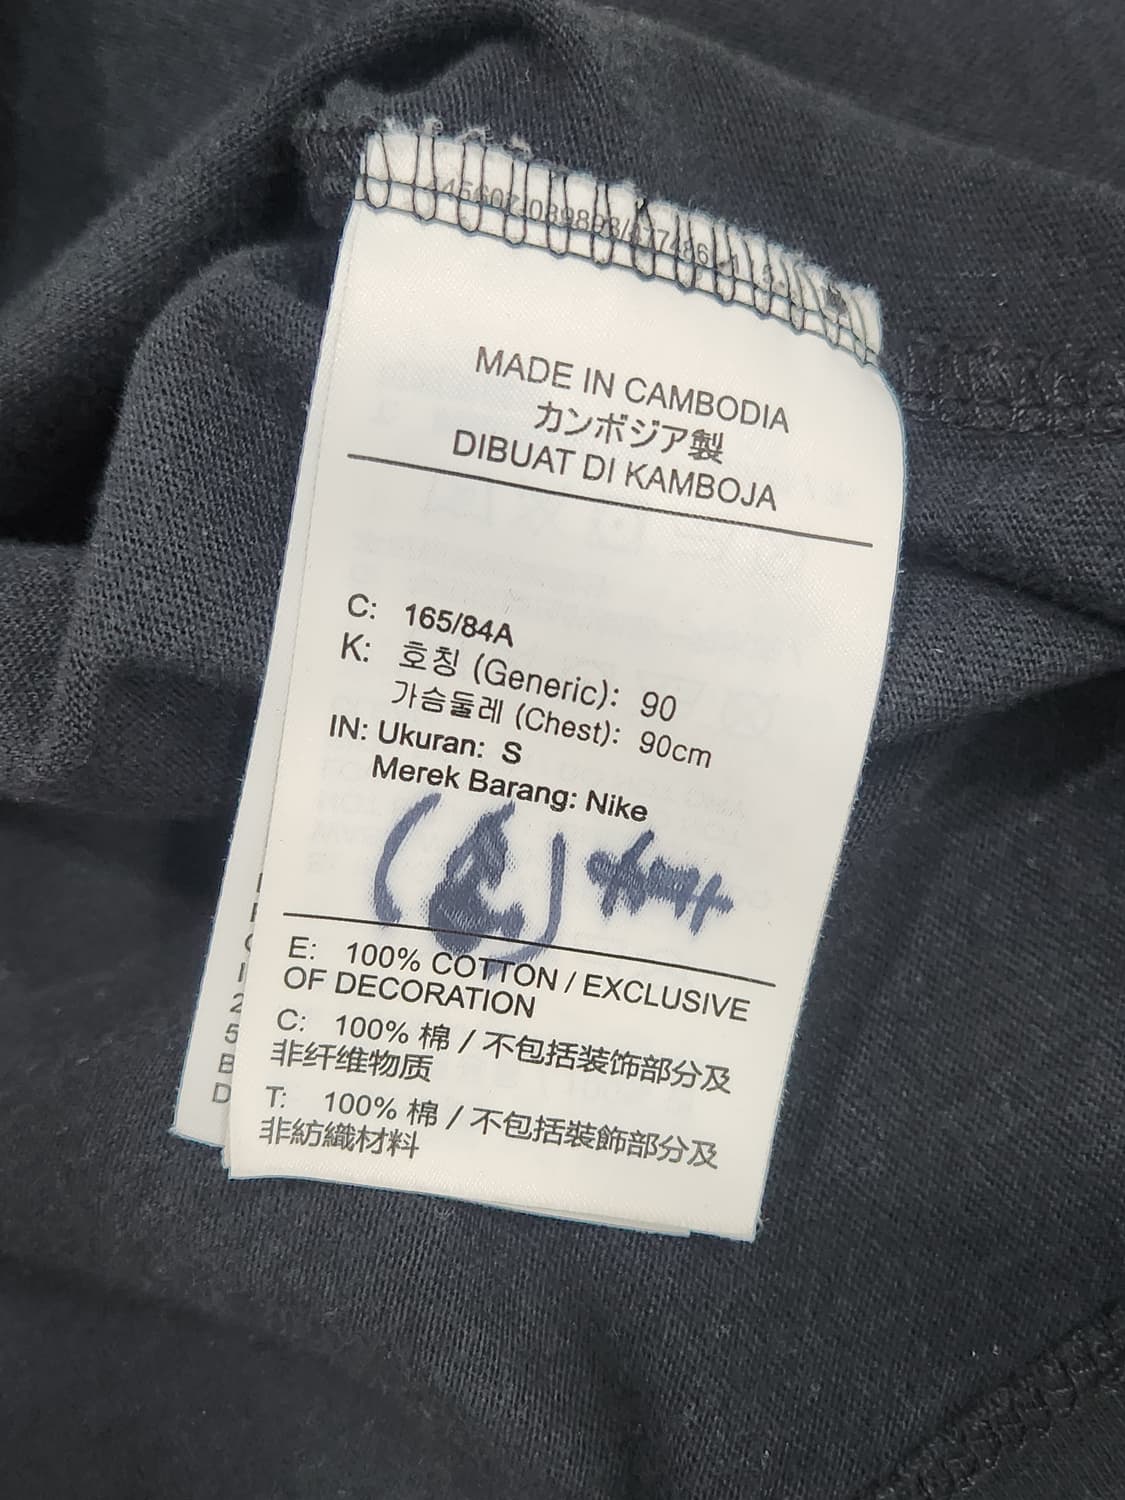 MADE IN CAMBODIA
カンボジア製
DIBUAT DI KAMBOJA
C: 165/84A
K: 호칭 (Generic): 90
가슴둘레 (Chest): 90cm
IN: Ukuran: S
Merek Barang: Nike
E: 100% COTTON / EXCLUSIVE
OF DECORATION
C: 100% 棉 / 不包括装饰部分及
非纤维物质
T: 100% 棉 / 不包括裝飾部分及
非紡織材料